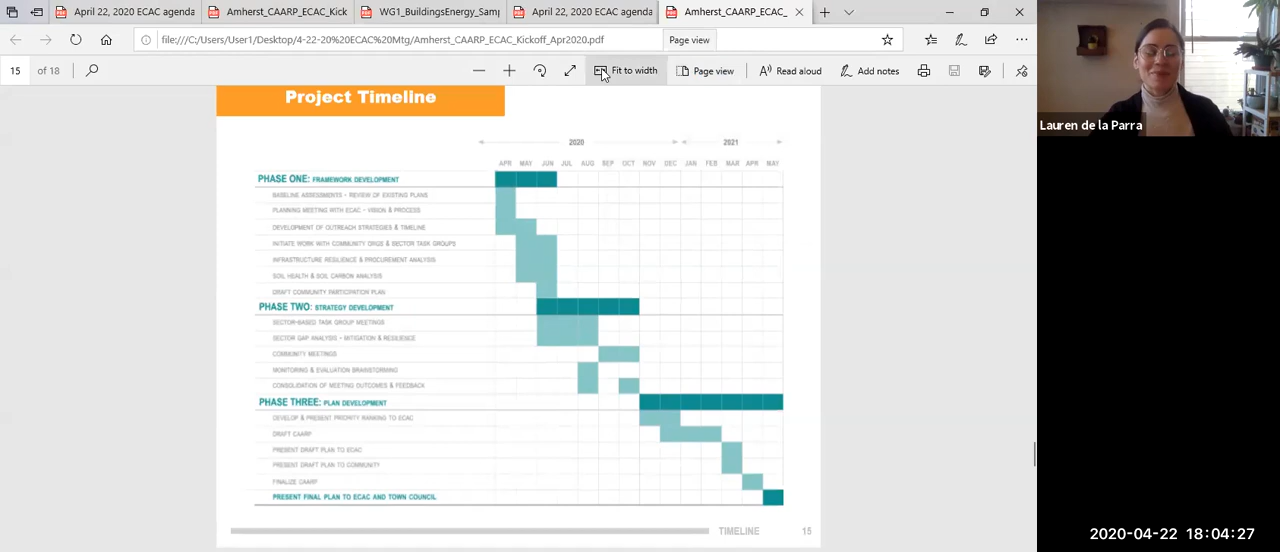 April 22, 2020 ECAC agenda
Amherst_CAARP_ECAC_Kick
WG1_BuildingsEnergy_Sam
April 22, 2020 ECAC agenda
Amherst_CAARP_ECAC_
file:///C:/Users/User1/Desktop/4-22-20%20ECAC%20Mtg/Amherst_CAARP_ECAC_Kickoff_Apr2020.pdf
Page view
15 of 18
Fit to width
Page view
Read aloud
Add notes
Lauren de la Parra
Project Timeline
2020 2021
APR MAY JUN JUL AUG SEP OCT NOV DEC JAN FEB MAR APR MAY
PHASE ONE: FRAMEWORK DEVELOPMENT
BASELINE ASSESSMENTS - REVIEW OF EXISTING PLANS
PLANNING MEETING WITH ECAC - VISION & PROCESS
DEVELOPMENT OF OUTREACH STRATEGIES & TIMELINE
INITIATE WORK WITH COMMUNITY ORGS & SECTOR TASK GROUPS
INFRASTRUCTURE RESILIENCE & PROCUREMENT ANALYSIS
SOIL HEALTH & SOIL CARBON ANALYSIS
DRAFT COMMUNITY PARTICIPATION PLAN
PHASE TWO: STRATEGY DEVELOPMENT
SECTOR-BASED TASK GROUP MEETINGS
SECTOR GAP ANALYSIS - MITIGATION & RESILIENCE
COMMUNITY MEETINGS
MONITORING & EVALUATION BRAINSTORMING
CONSOLIDATION OF MEETING OUTCOMES & FEEDBACK
PHASE THREE: PLAN DEVELOPMENT
DEVELOP & PRESENT PRIORITY RANKING TO ECAC
DRAFT CAARP
PRESENT DRAFT PLAN TO ECAC
PRESENT DRAFT PLAN TO COMMUNITY
FINALIZE CAARP
PRESENT FINAL PLAN TO ECAC AND TOWN COUNCIL
TIMELINE 15
2020-04-22 18:04:27